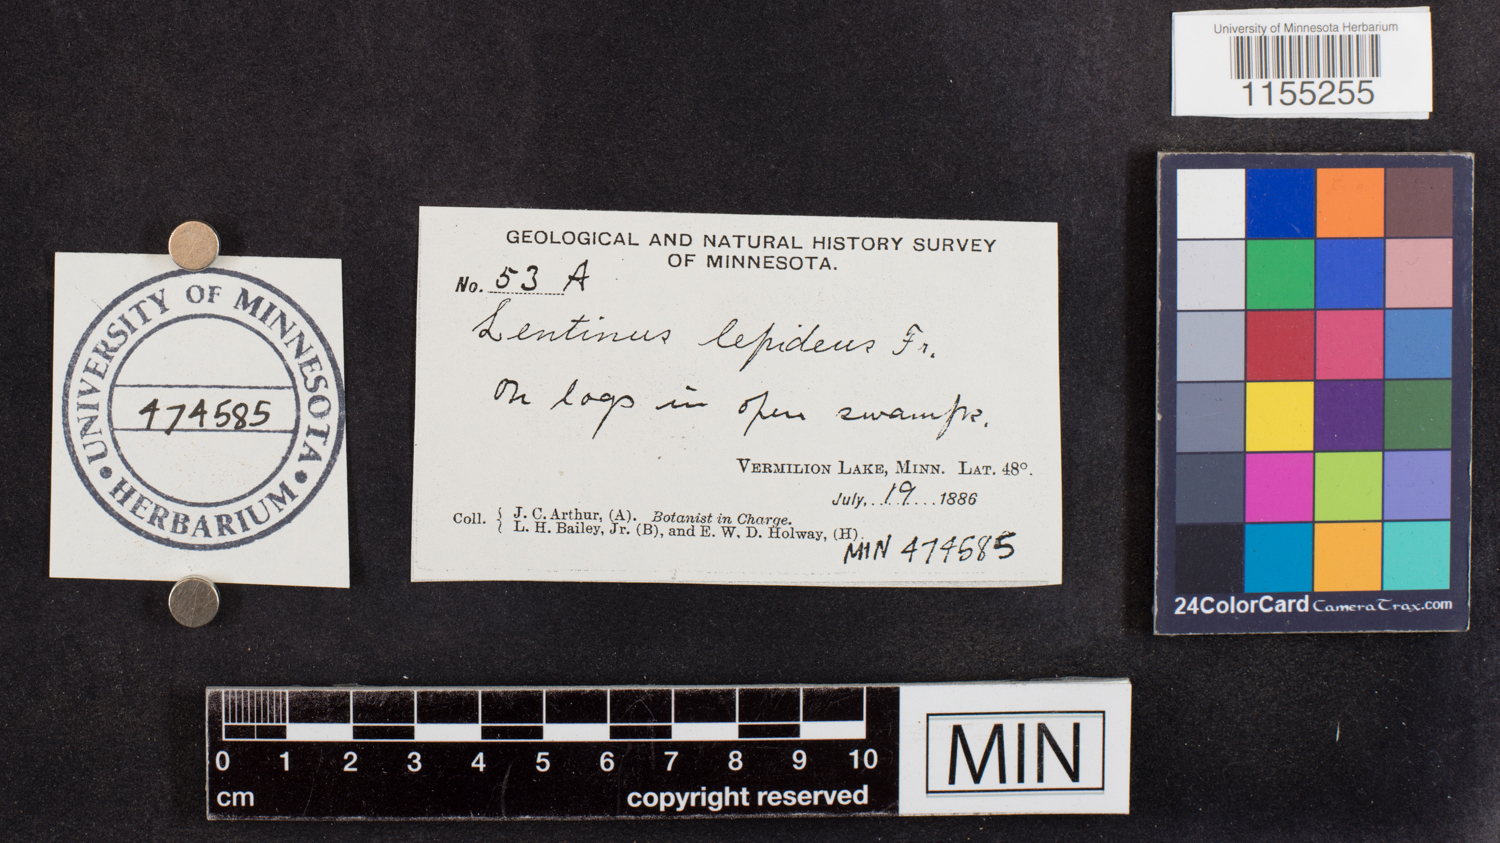 University of Minnesota Herbarium
1155255
GEOLOGICAL AND NATURAL HISTORY SURVEY
OF MINNESOTA.
No. 53 A
Lentinus lepideus Fr.
On logs in open swamps.
VERMILION LAKE, MINN. LAT. 48°.
July, 19 1886
Coll. { J. C. Arthur, (A). Botanist in Charge.
{ L. H. Bailey, Jr. (B), and E. W. D. Holway, (H).
MIN 474585
UNIVERSITY OF MINNESOTA
474585
• HERBARIUM •
24ColorCard CameraTrax.com
0 1 2 3 4 5 6 7 8 9 10
cm copyright reserved
MIN